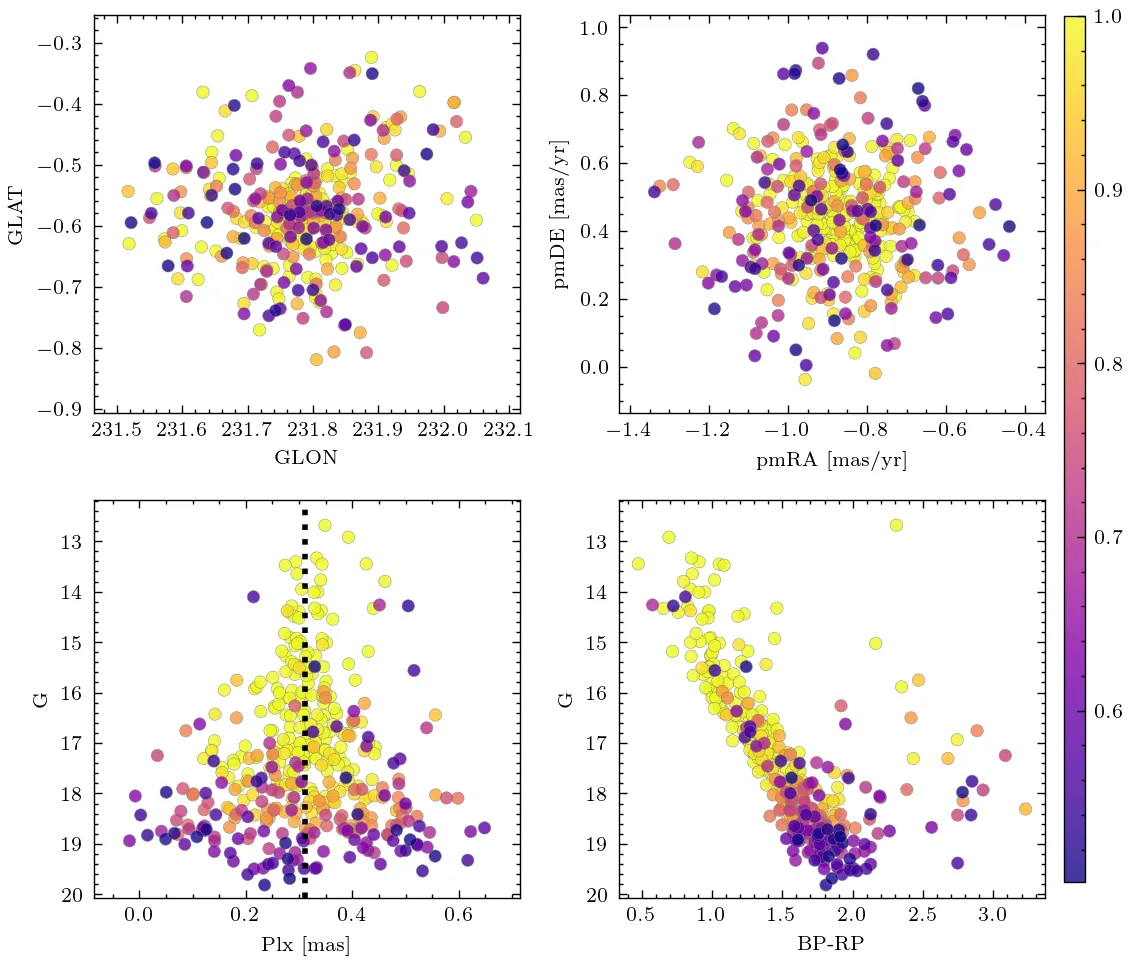 −0.3
−0.4
−0.5
−0.6
−0.7
−0.8
−0.9
GLAT
231.5 231.6 231.7 231.8 231.9 232.0 232.1
GLON
1.0
0.8
0.6
0.4
0.2
0.0
pmDE [mas/yr]
−1.4 −1.2 −1.0 −0.8 −0.6 −0.4
pmRA [mas/yr]
13
14
15
16
17
18
19
20
G
0.0 0.2 0.4 0.6
Plx [mas]
13
14
15
16
17
18
19
20
G
0.5 1.0 1.5 2.0 2.5 3.0
BP-RP
1.0
0.9
0.8
0.7
0.6